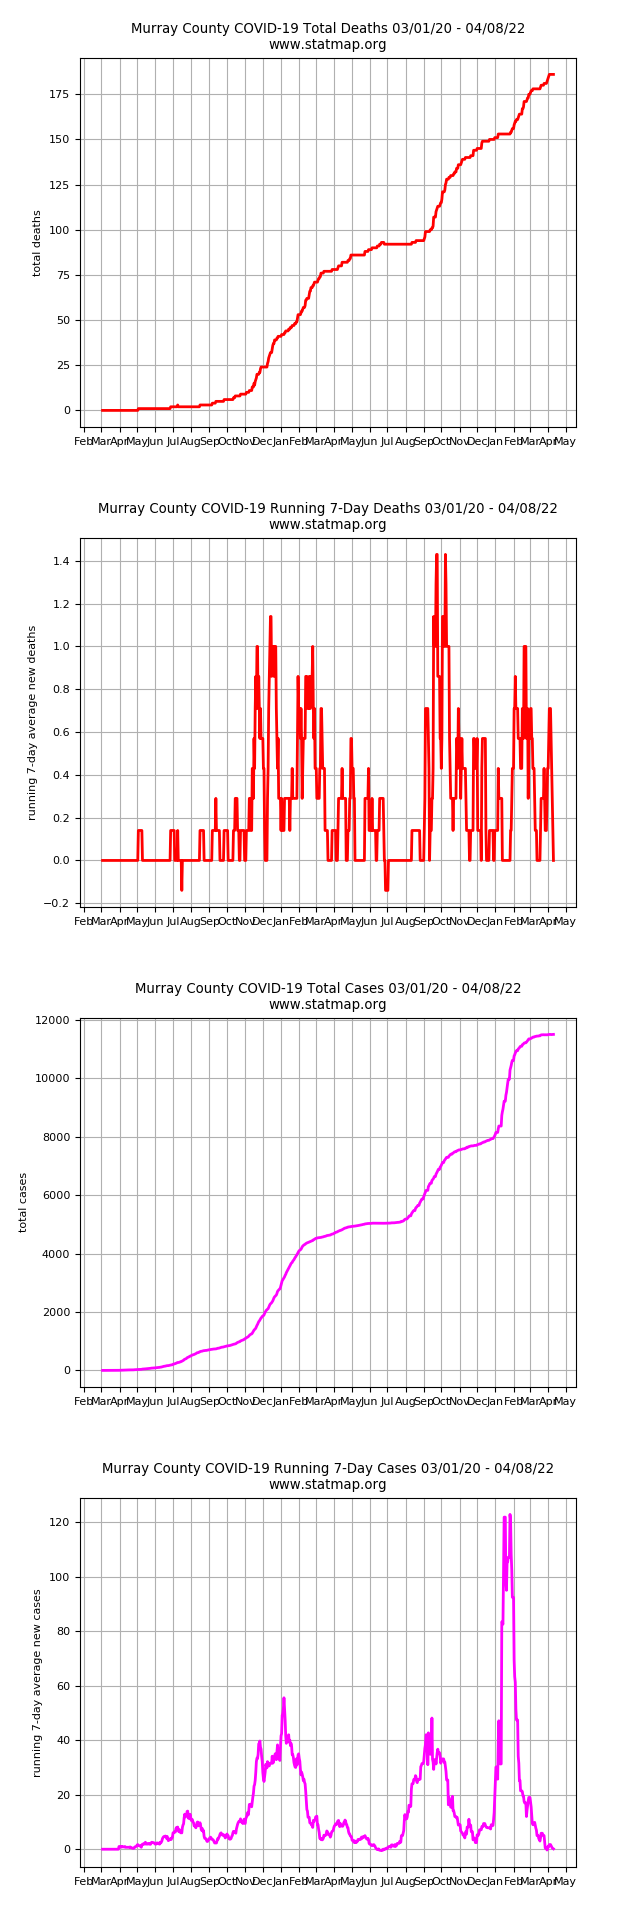 Murray County COVID-19 Total Deaths 03/01/20 - 04/08/22
www.statmap.org
175
150
125
100
75
50
25
0
total deaths
Feb Mar Apr May Jun Jul Aug Sep Oct Nov Dec Jan Feb Mar Apr May Jun Jul Aug Sep Oct Nov Dec Jan Feb Mar Apr May
Murray County COVID-19 Running 7-Day Deaths 03/01/20 - 04/08/22
www.statmap.org
1.4
1.2
1.0
0.8
0.6
0.4
0.2
0.0
−0.2
running 7-day average new deaths
Feb Mar Apr May Jun Jul Aug Sep Oct Nov Dec Jan Feb Mar Apr May Jun Jul Aug Sep Oct Nov Dec Jan Feb Mar Apr May
Murray County COVID-19 Total Cases 03/01/20 - 04/08/22
www.statmap.org
12000
10000
8000
6000
4000
2000
0
total cases
Feb Mar Apr May Jun Jul Aug Sep Oct Nov Dec Jan Feb Mar Apr May Jun Jul Aug Sep Oct Nov Dec Jan Feb Mar Apr May
Murray County COVID-19 Running 7-Day Cases 03/01/20 - 04/08/22
www.statmap.org
120
100
80
60
40
20
0
running 7-day average new cases
Feb Mar Apr May Jun Jul Aug Sep Oct Nov Dec Jan Feb Mar Apr May Jun Jul Aug Sep Oct Nov Dec Jan Feb Mar Apr May